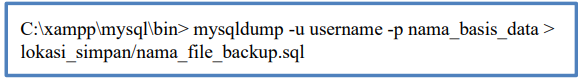 C:\xampp\mysql\bin> mysqldump -u username -p nama_basis_data >
lokasi_simpan/nama_file_backup.sql